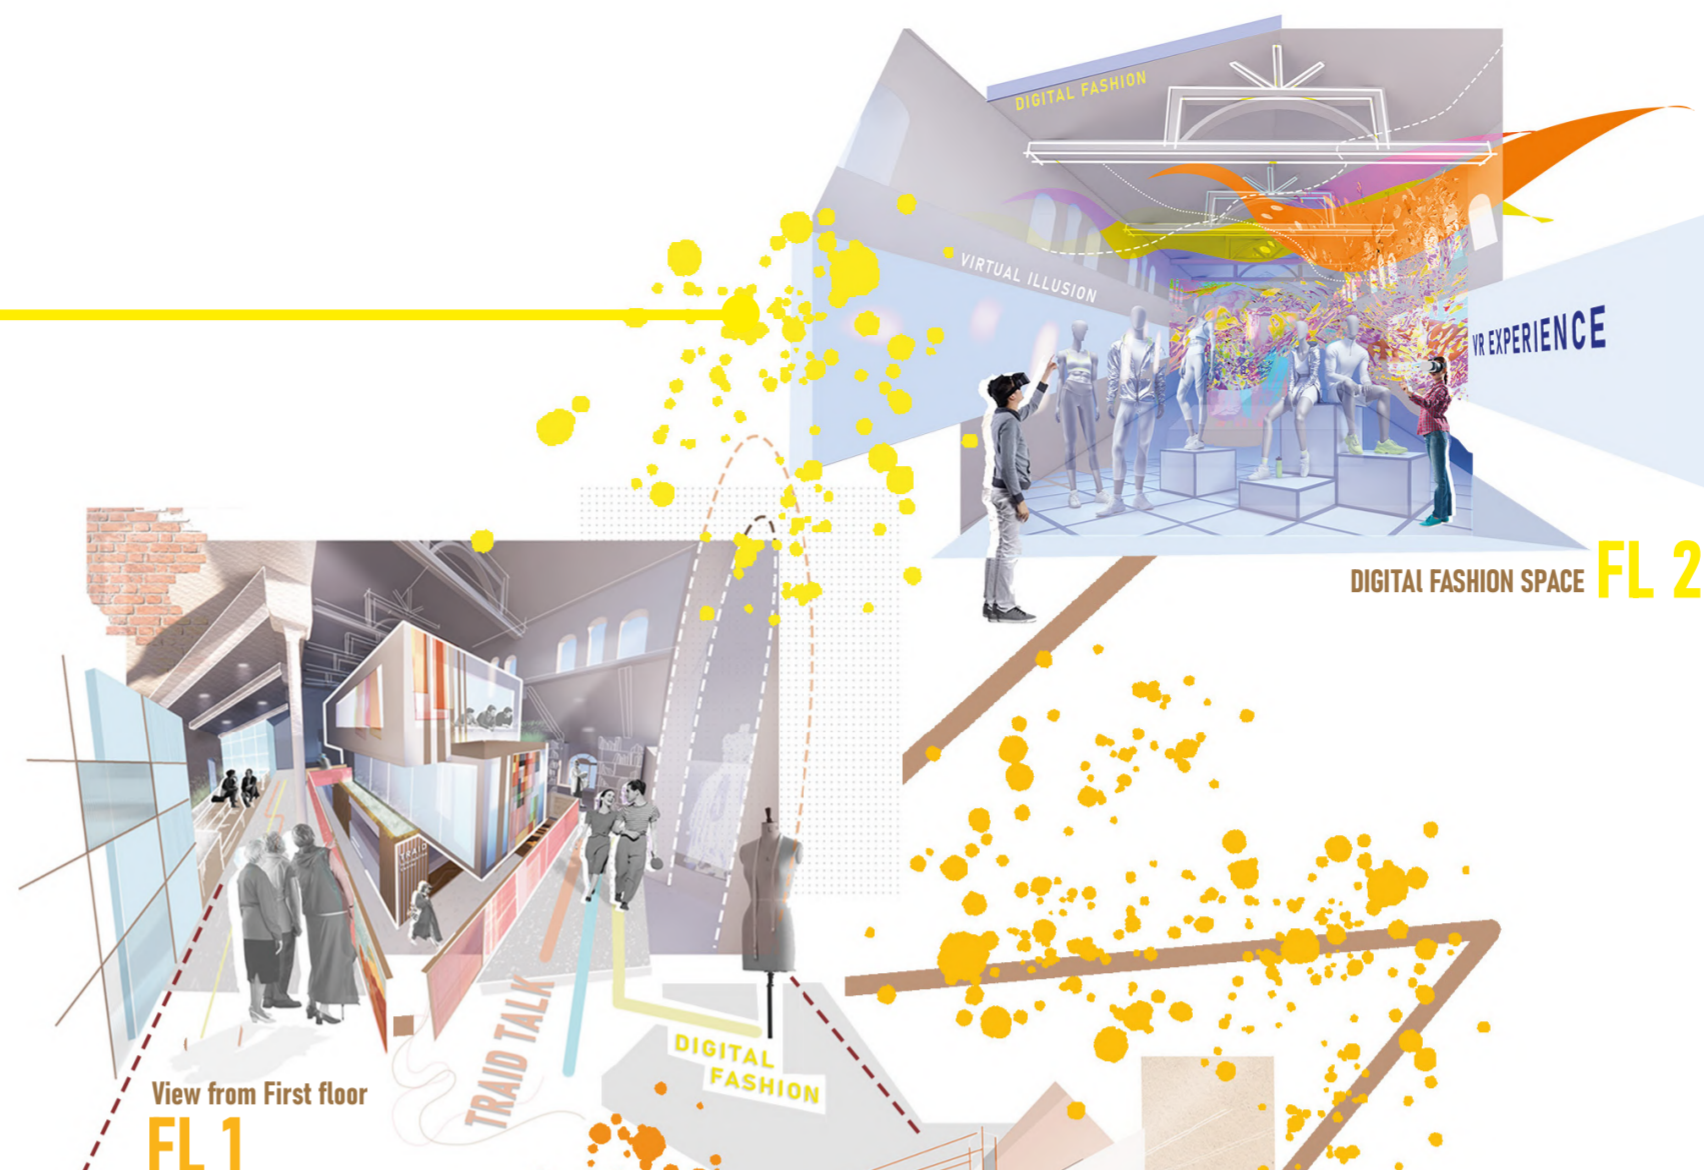 DIGITAL FASHION
VIRTUAL ILLUSION
VR EXPERIENCE
DIGITAl FASHION SPACE FL 2
TRAID
TRAID TALK
DIGITAL
FASHION
View from First floor
FL 1